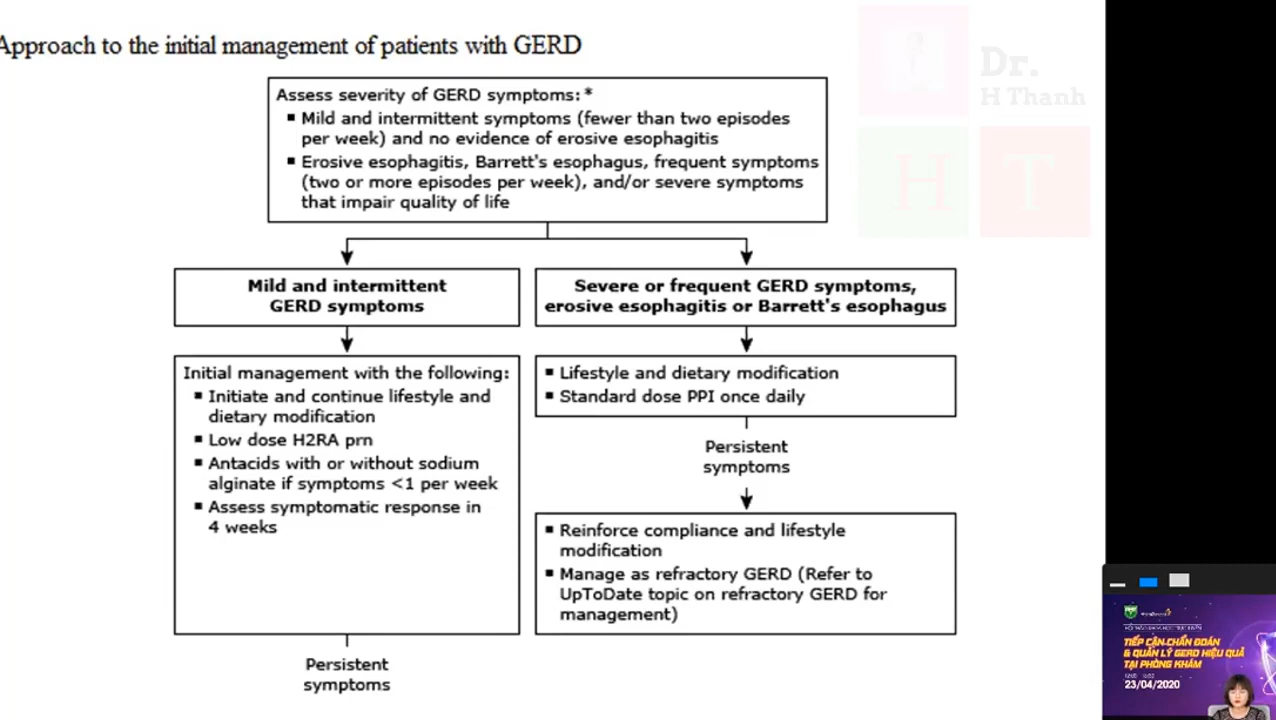 Approach to the initial management of patients with GERD
Dr.
H Thanh
H T
Assess severity of GERD symptoms: *
▪ Mild and intermittent symptoms (fewer than two episodes
per week) and no evidence of erosive esophagitis
▪ Erosive esophagitis, Barrett's esophagus, frequent symptoms
(two or more episodes per week), and/or severe symptoms
that impair quality of life
Mild and intermittent
GERD symptoms
Severe or frequent GERD symptoms,
erosive esophagitis or Barrett's esophagus
Initial management with the following:
▪ Initiate and continue lifestyle and
dietary modification
▪ Low dose H2RA prn
▪ Antacids with or without sodium
alginate if symptoms <1 per week
▪ Assess symptomatic response in
4 weeks
Persistent
symptoms
▪ Lifestyle and dietary modification
▪ Standard dose PPI once daily
Persistent
symptoms
▪ Reinforce compliance and lifestyle
modification
▪ Manage as refractory GERD (Refer to
UpToDate topic on refractory GERD for
management)
HỘI THẢO KHOA HỌC TRỰC TUYẾN
TIẾP CẬN CHẨN ĐOÁN
& QUẢN LÝ GERD HIỆU QUẢ
TẠI PHÒNG KHÁM
23/04/2020